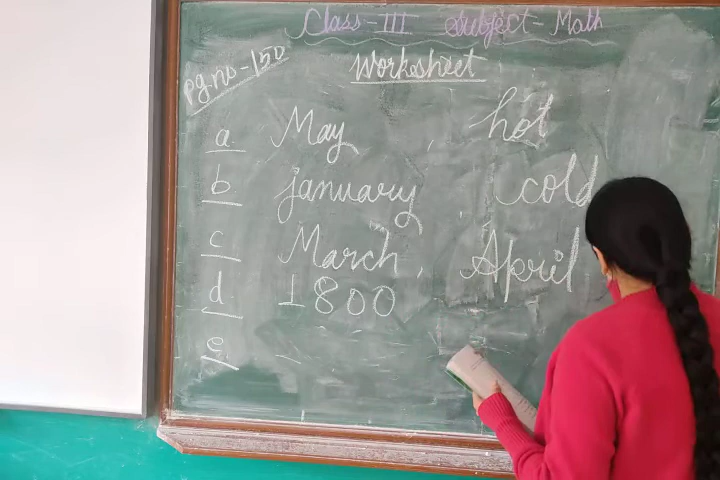 Class-III Subject-Math
pg.no-150
Worksheet
a May, hot
b january, cold
c March, April
d 1800
e